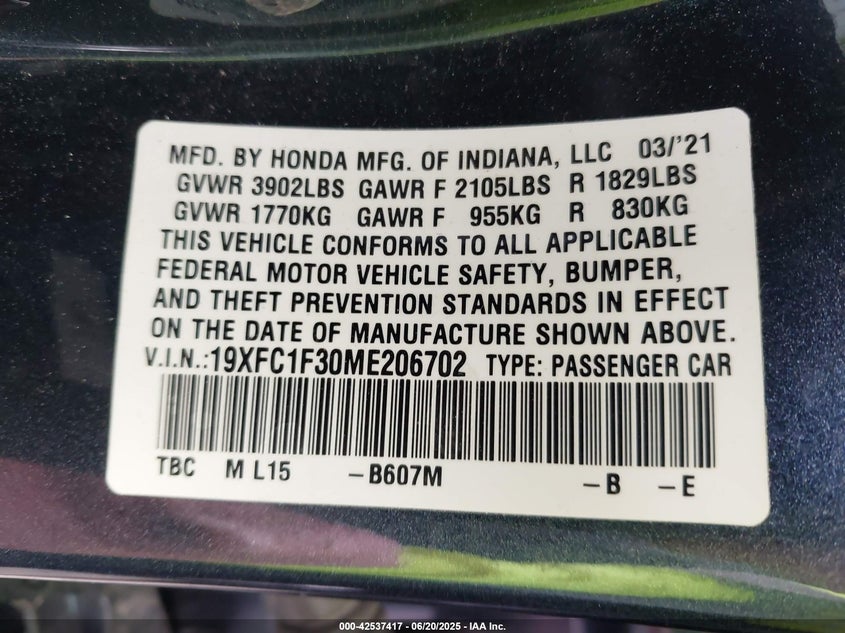 MFD. BY HONDA MFG. OF INDIANA, LLC 03/'21
GVWR 3902LBS GAWR F 2105LBS R 1829LBS
GVWR 1770KG GAWR F 955KG R 830KG
THIS VEHICLE CONFORMS TO ALL APPLICABLE
FEDERAL MOTOR VEHICLE SAFETY, BUMPER,
AND THEFT PREVENTION STANDARDS IN EFFECT
ON THE DATE OF MANUFACTURE SHOWN ABOVE.
V.I.N.:19XFC1F30ME206702 TYPE: PASSENGER CAR
TBC M L15 -B607M -B -E
000-42537417 - 06/20/2025 - IAA Inc.